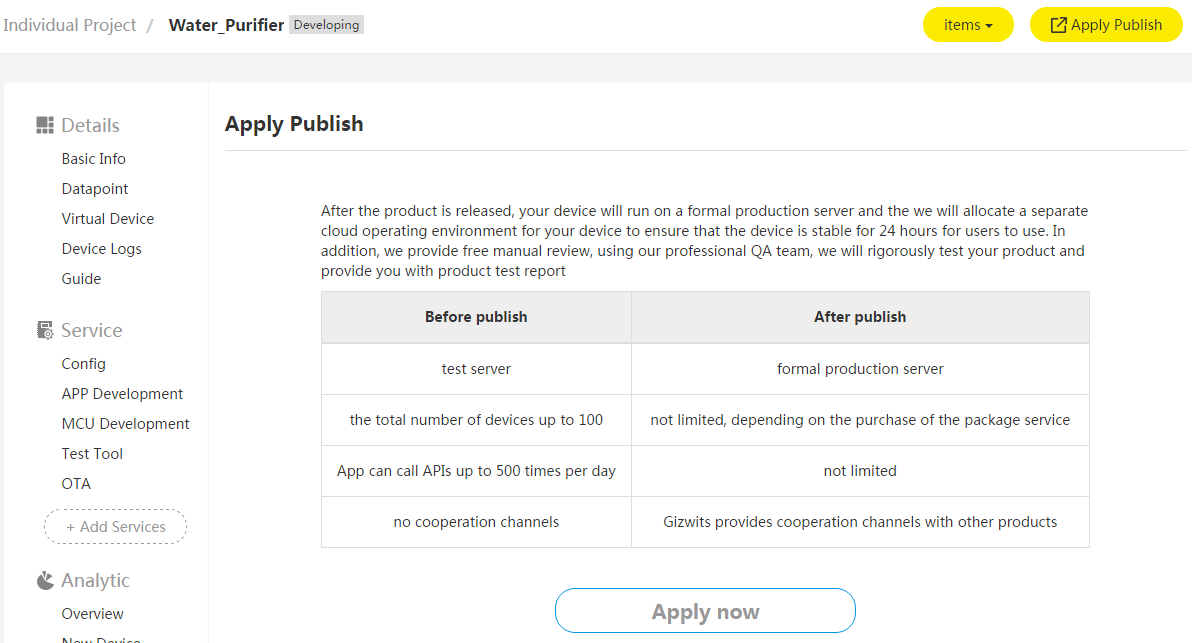 Individual Project / Water_Purifier Developing
items
Apply Publish
Details
Basic Info
Datapoint
Virtual Device
Device Logs
Guide
Service
Config
APP Development
MCU Development
Test Tool
OTA
+ Add Services
Analytic
Overview
New Device
Apply Publish
After the product is released, your device will run on a formal production server and the we will allocate a separate
cloud operating environment for your device to ensure that the device is stable for 24 hours for users to use. In
addition, we provide free manual review, using our professional QA team, we will rigorously test your product and
provide you with product test report
Before publish After publish
test server formal production server
the total number of devices up to 100 not limited, depending on the purchase of the package service
App can call APIs up to 500 times per day not limited
no cooperation channels Gizwits provides cooperation channels with other products
Apply now